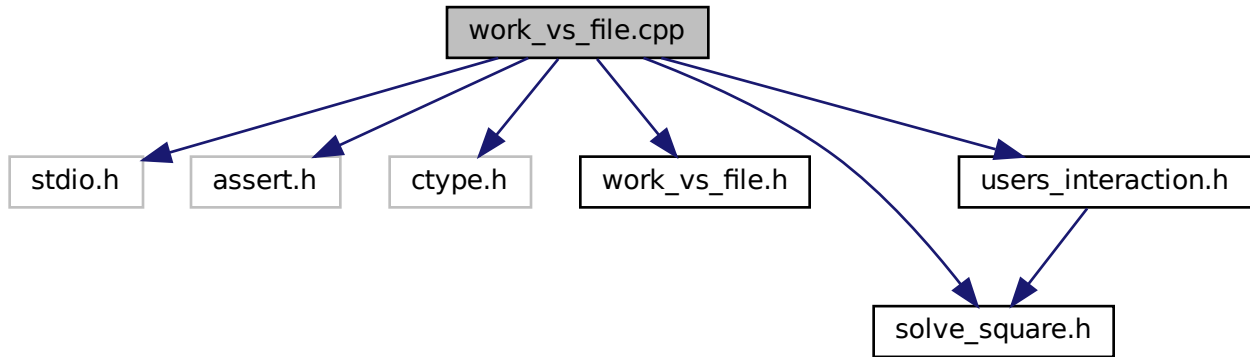 work_vs_file.cpp
stdio.h
assert.h
ctype.h
work_vs_file.h
users_interaction.h
solve_square.h